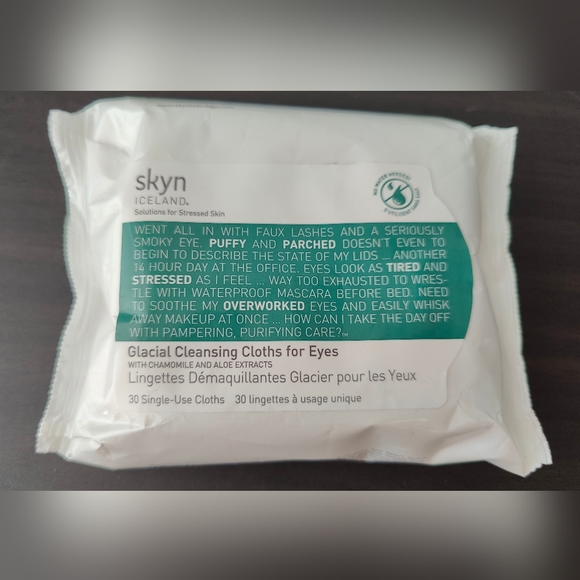 skyn
ICELAND.
Solutions for Stressed Skin
NO WATER NEEDED!
WENT ALL IN WITH FAUX LASHES AND A SERIOUSLY
SMOKY EYE. PUFFY AND PARCHED DOESN'T EVEN TO
BEGIN TO DESCRIBE THE STATE OF MY LIDS ... ANOTHER
14 HOUR DAY AT THE OFFICE. EYES LOOK AS TIRED AND
STRESSED AS I FEEL ... WAY TOO EXHAUSTED TO WRES-
TLE WITH WATERPROOF MASCARA BEFORE BED. NEED
TO SOOTHE MY OVERWORKED EYES AND EASILY WHISK
AWAY MAKEUP AT ONCE ... HOW CAN I TAKE THE DAY OFF
WITH PAMPERING, PURIFYING CARE?™
Glacial Cleansing Cloths for Eyes
WITH CHAMOMILE AND ALOE EXTRACTS
Lingettes Démaquillantes Glacier pour les Yeux
30 Single-Use Cloths 30 lingettes à usage unique